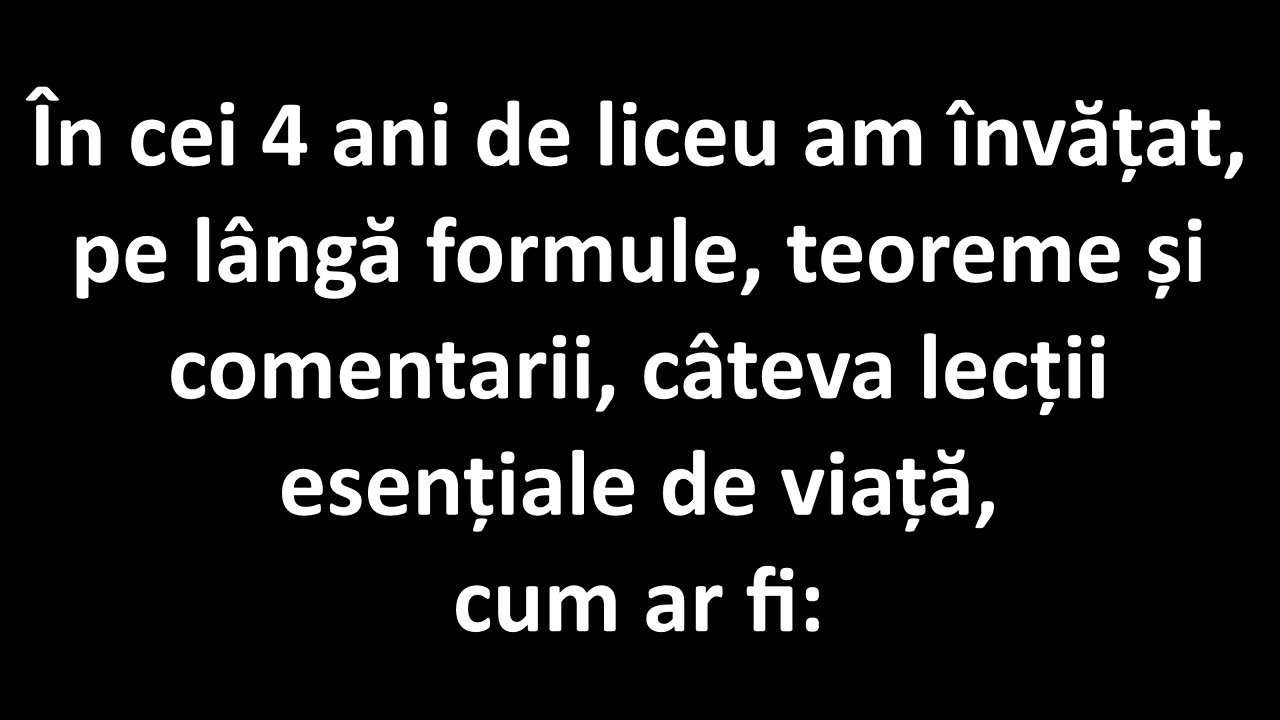 În cei 4 ani de liceu am învățat,
pe lângă formule, teoreme și
comentarii, câteva lecții
esențiale de viață,
cum ar fi: